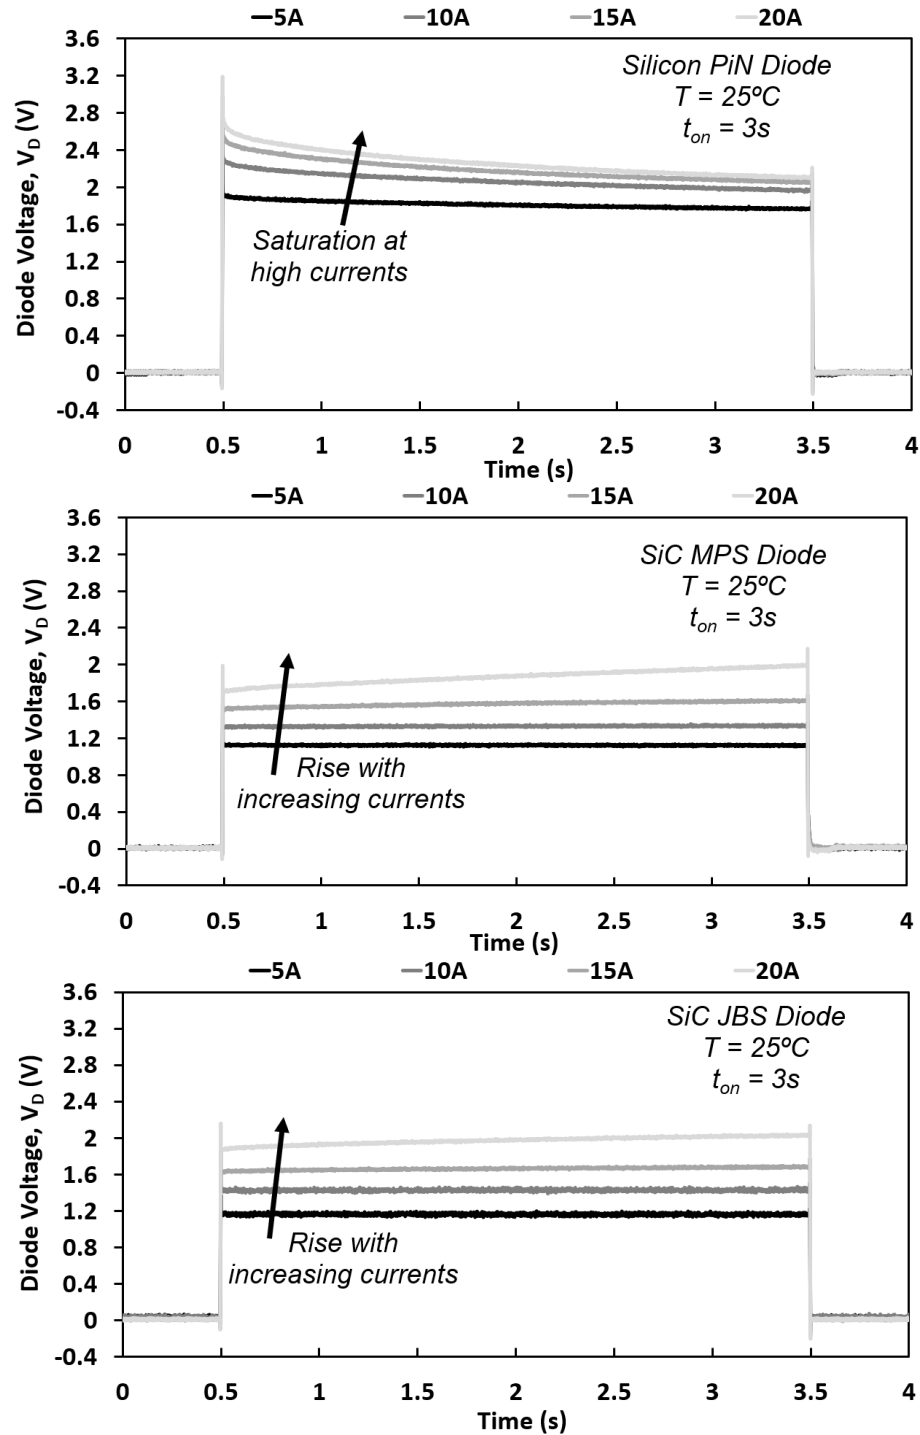 5A 10A 15A 20A
3.6
3.2
2.8
2.4
2
1.6
1.2
0.8
0.4
0
-0.4
Diode Voltage, V_D (V)
Silicon PiN Diode
T = 25ºC
t_on = 3s
Saturation at
high currents
0 0.5 1 1.5 2 2.5 3 3.5 4
Time (s)
5A 10A 15A 20A
3.6
3.2
2.8
2.4
2
1.6
1.2
0.8
0.4
0
-0.4
Diode Voltage, V_D (V)
SiC MPS Diode
T = 25ºC
t_on = 3s
Rise with
increasing currents
0 0.5 1 1.5 2 2.5 3 3.5 4
Time (s)
5A 10A 15A 20A
3.6
3.2
2.8
2.4
2
1.6
1.2
0.8
0.4
0
-0.4
Diode Voltage, V_D (V)
SiC JBS Diode
T = 25ºC
t_on = 3s
Rise with
increasing currents
0 0.5 1 1.5 2 2.5 3 3.5 4
Time (s)